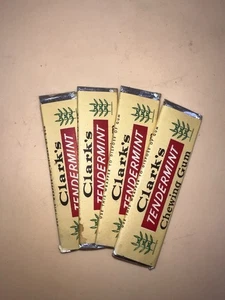 Clark's
TENDERMINT
Clark's
TENDERMINT
Clark's
TENDERMINT
Clark's
TENDERMINT
Chewing Gum